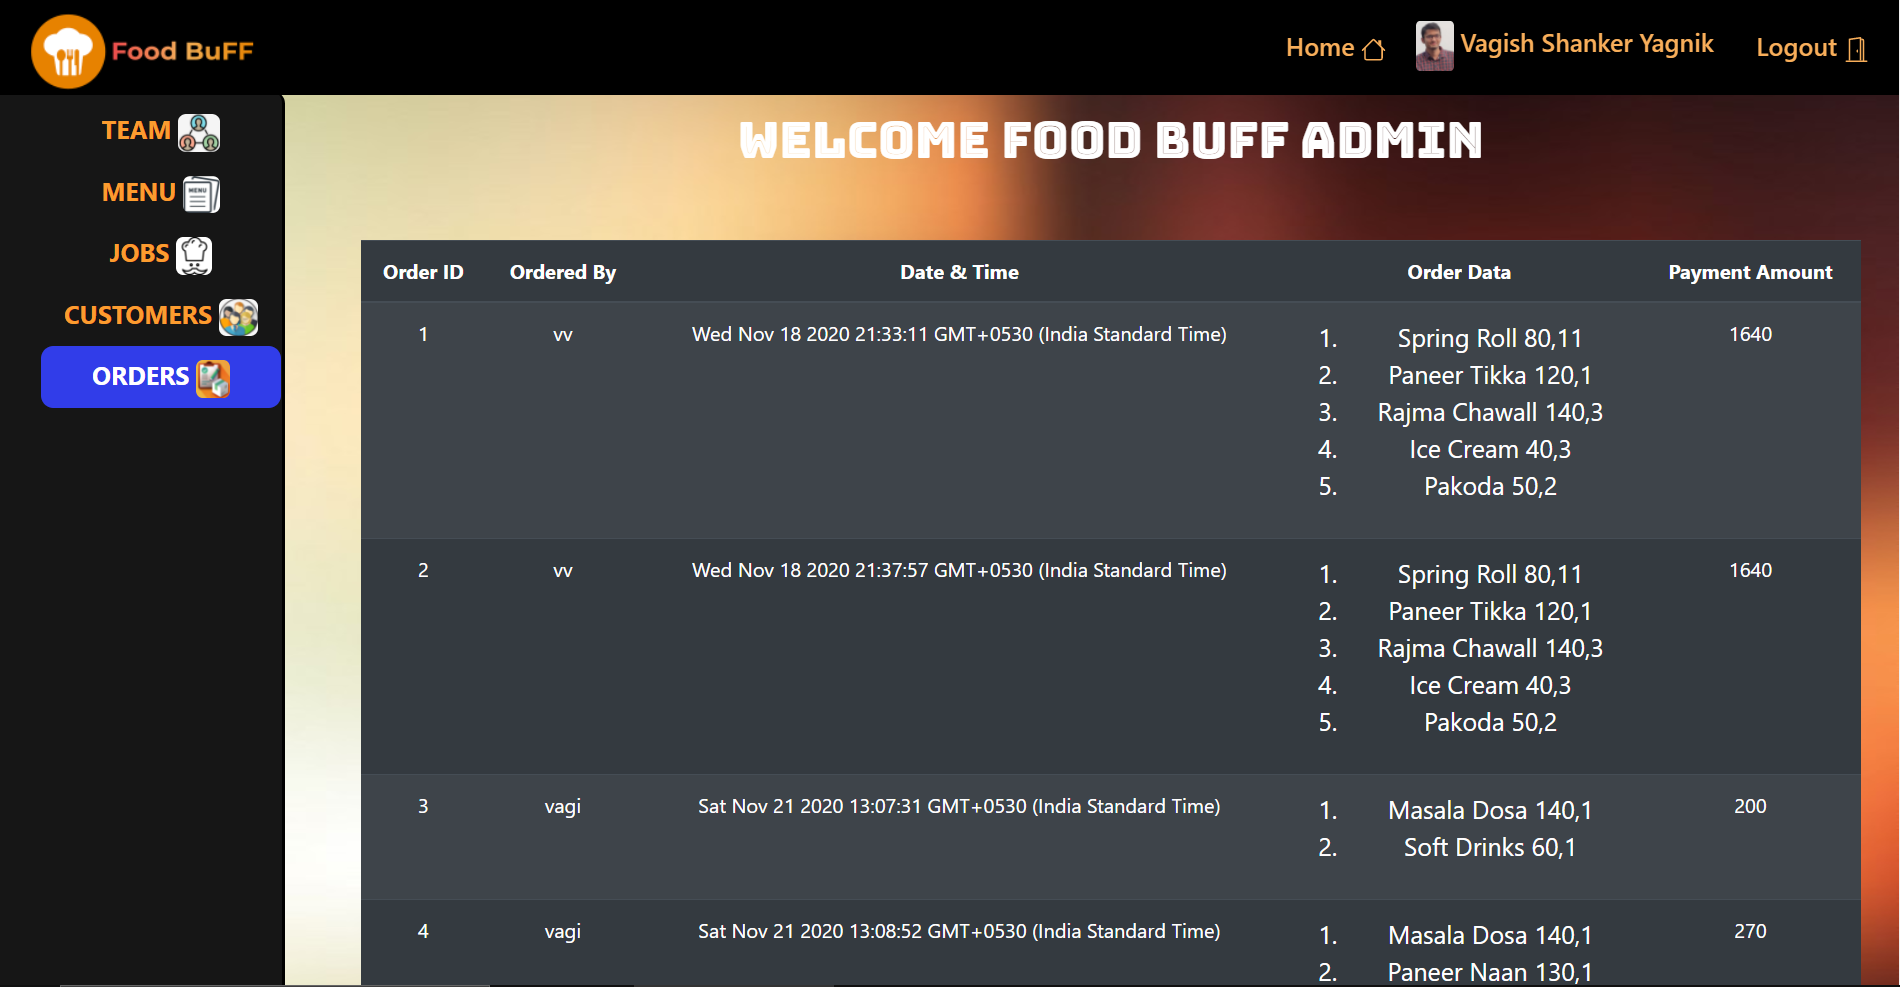 Food BuFF
Home
Vagish Shanker Yagnik
Logout
TEAM
MENU
MENU
JOBS
CUSTOMERS
ORDERS
WELCOME FOOD BUFF ADMIN
Order ID Ordered By Date & Time Order Data Payment Amount
1 vv Wed Nov 18 2020 21:33:11 GMT+0530 (India Standard Time) 1. Spring Roll 80,11 1640
2. Paneer Tikka 120,1
3. Rajma Chawall 140,3
4. Ice Cream 40,3
5. Pakoda 50,2
2 vv Wed Nov 18 2020 21:37:57 GMT+0530 (India Standard Time) 1. Spring Roll 80,11 1640
2. Paneer Tikka 120,1
3. Rajma Chawall 140,3
4. Ice Cream 40,3
5. Pakoda 50,2
3 vagi Sat Nov 21 2020 13:07:31 GMT+0530 (India Standard Time) 1. Masala Dosa 140,1 200
2. Soft Drinks 60,1
4 vagi Sat Nov 21 2020 13:08:52 GMT+0530 (India Standard Time) 1. Masala Dosa 140,1 270
2. Paneer Naan 130,1